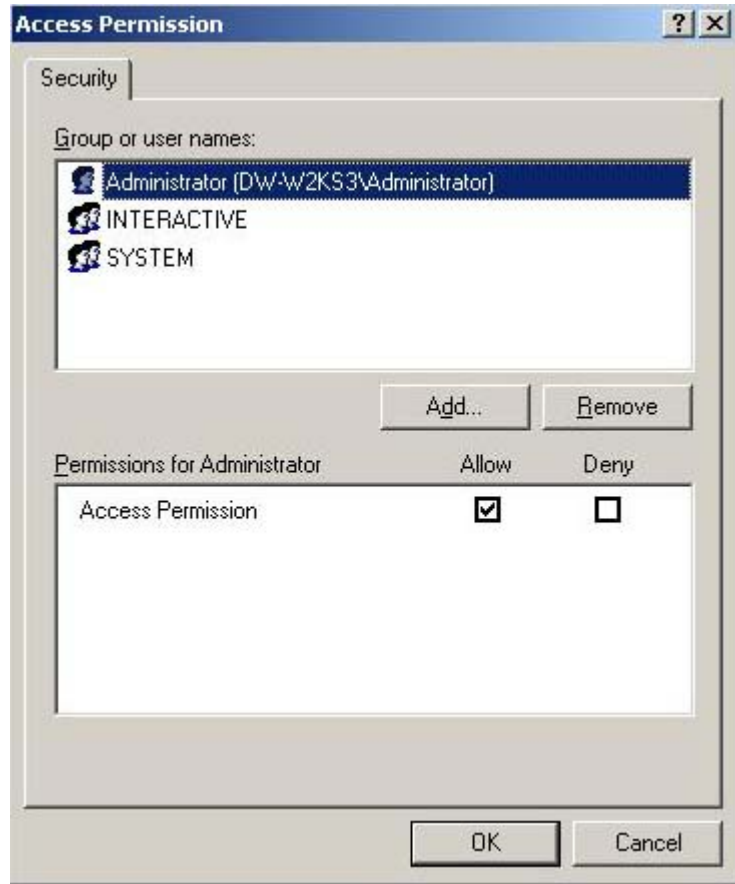 Access Permission
Security
Group or user names:
Administrator (DW-W2KS3\Administrator)
INTERACTIVE
SYSTEM
Add... Remove
Permissions for Administrator Allow Deny
Access Permission
OK Cancel